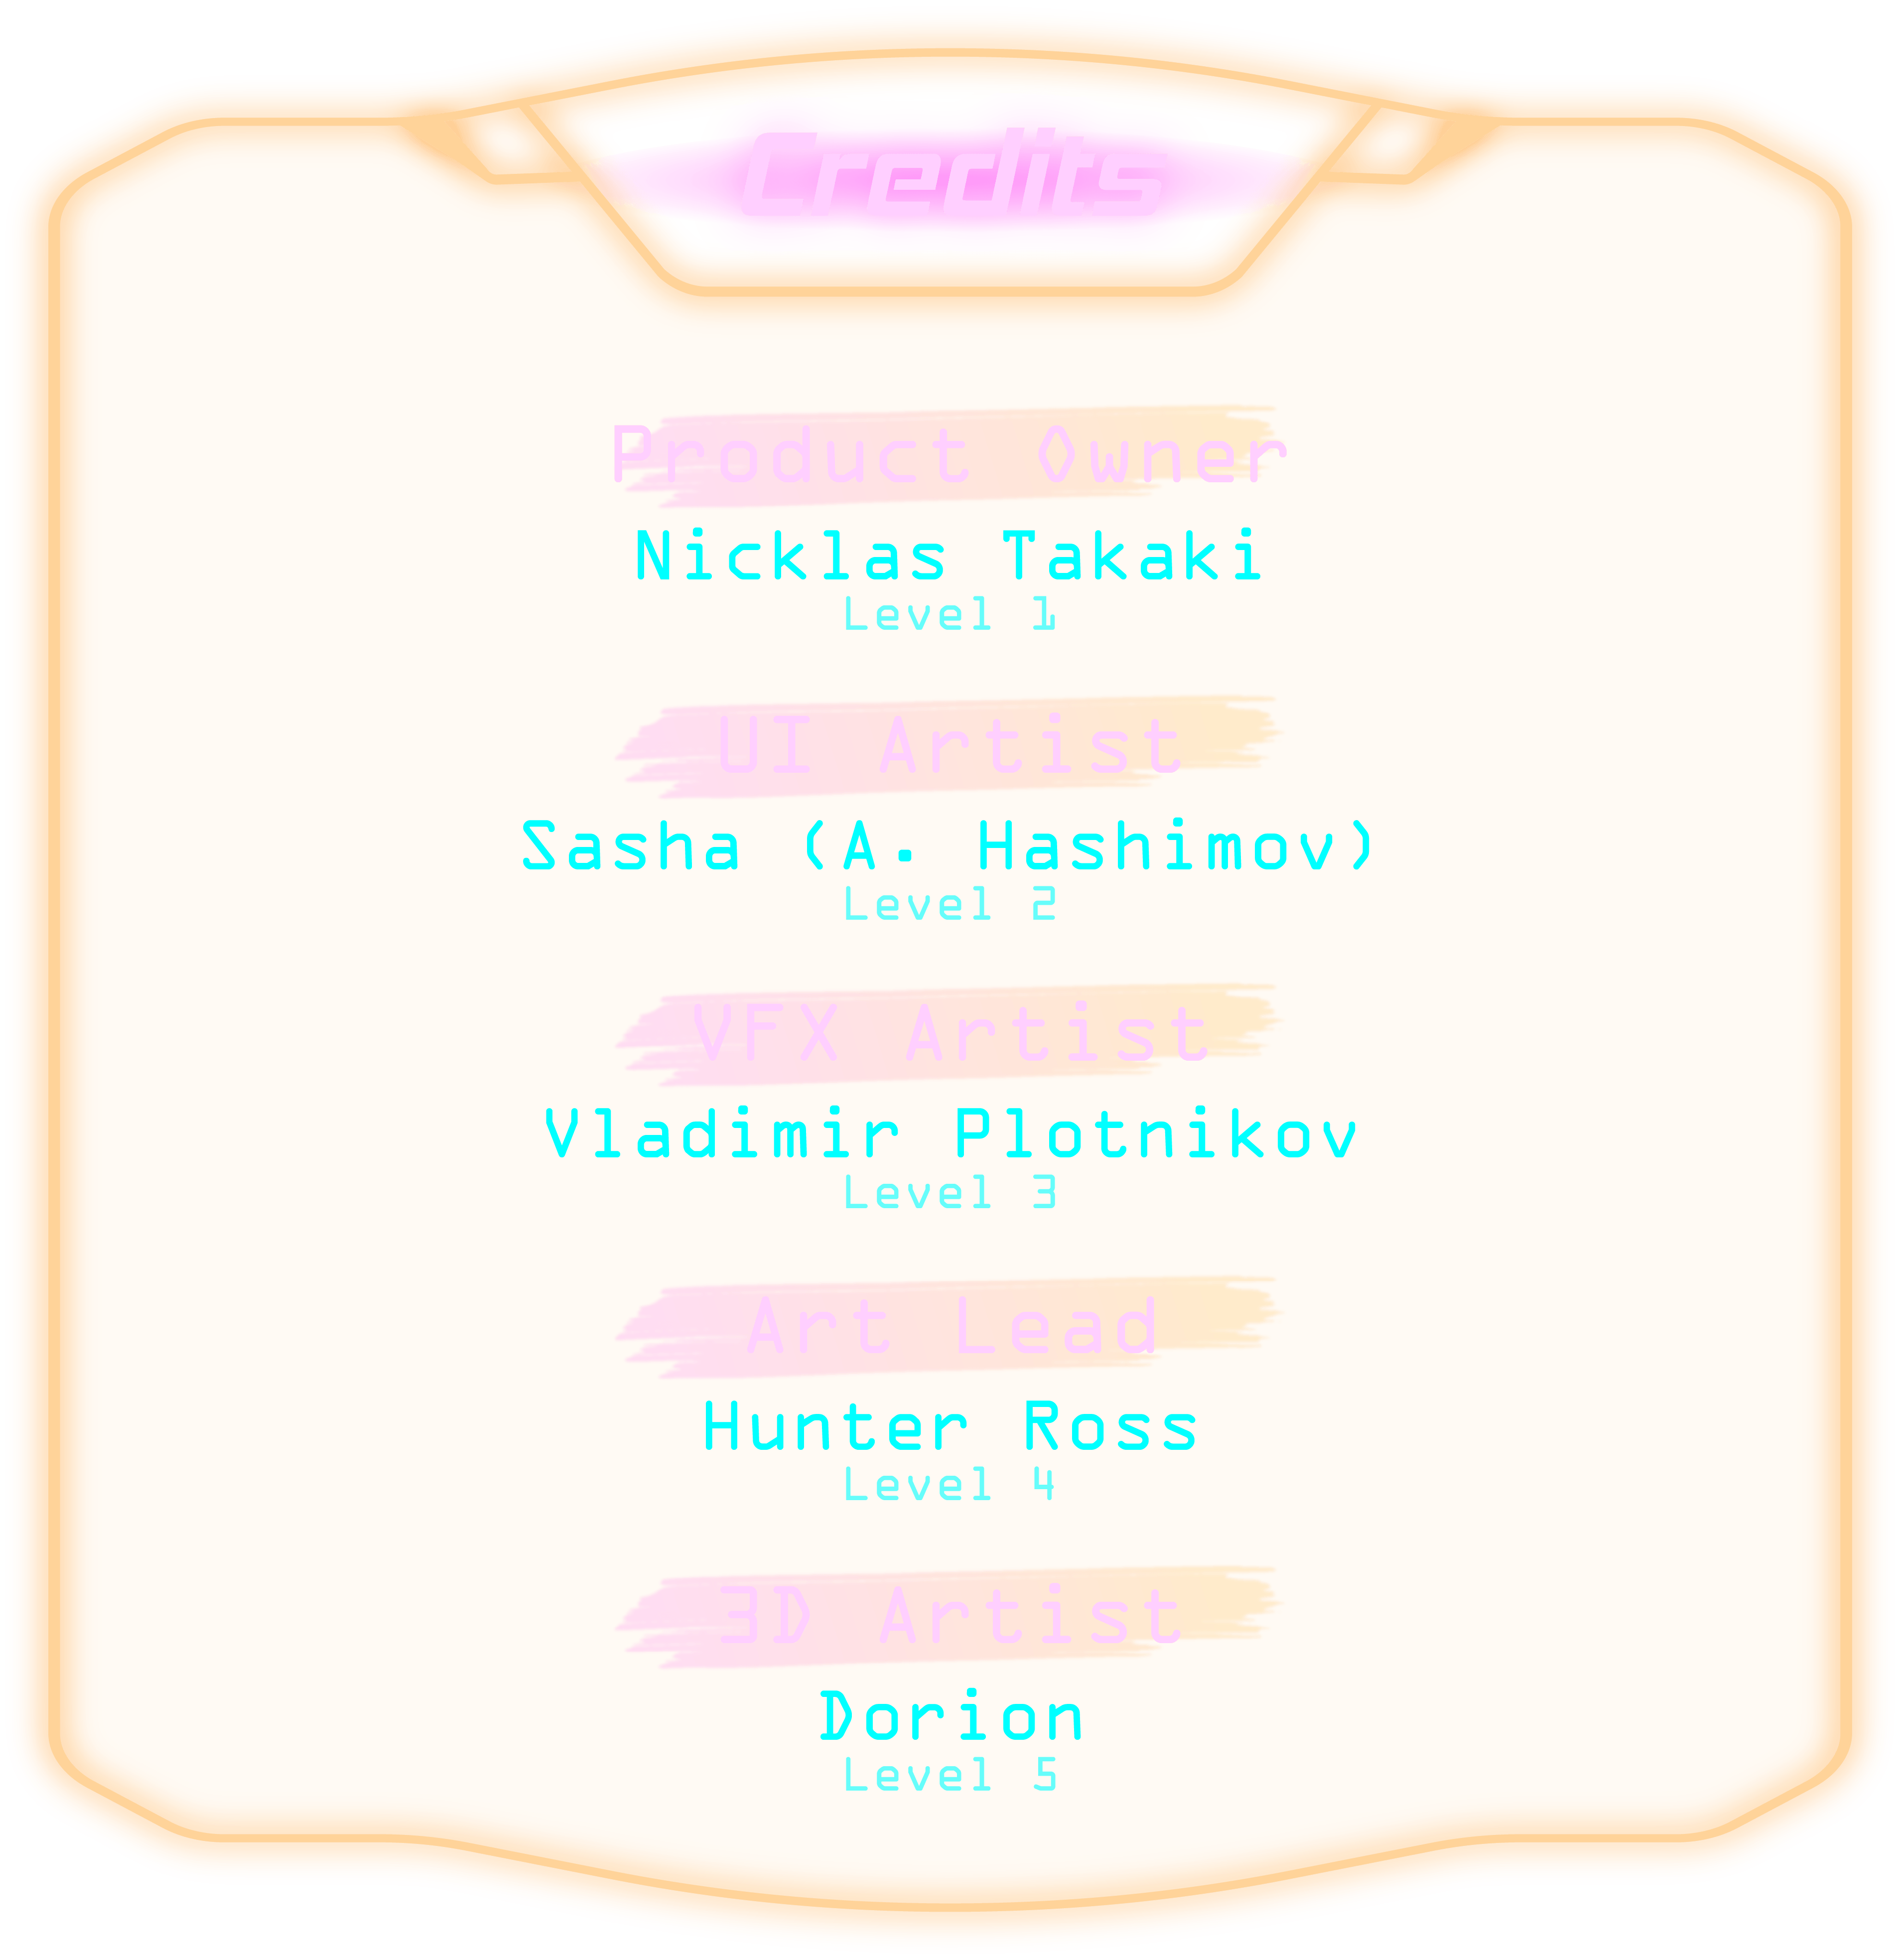 Credits
Product Owner
Nicklas Takaki
Level 1
UI Artist
Sasha (A. Hashimov)
Level 2
VFX Artist
Vladimir Plotnikov
Level 3
Art Lead
Hunter Ross
Level 4
3D Artist
Dorion
Level 5